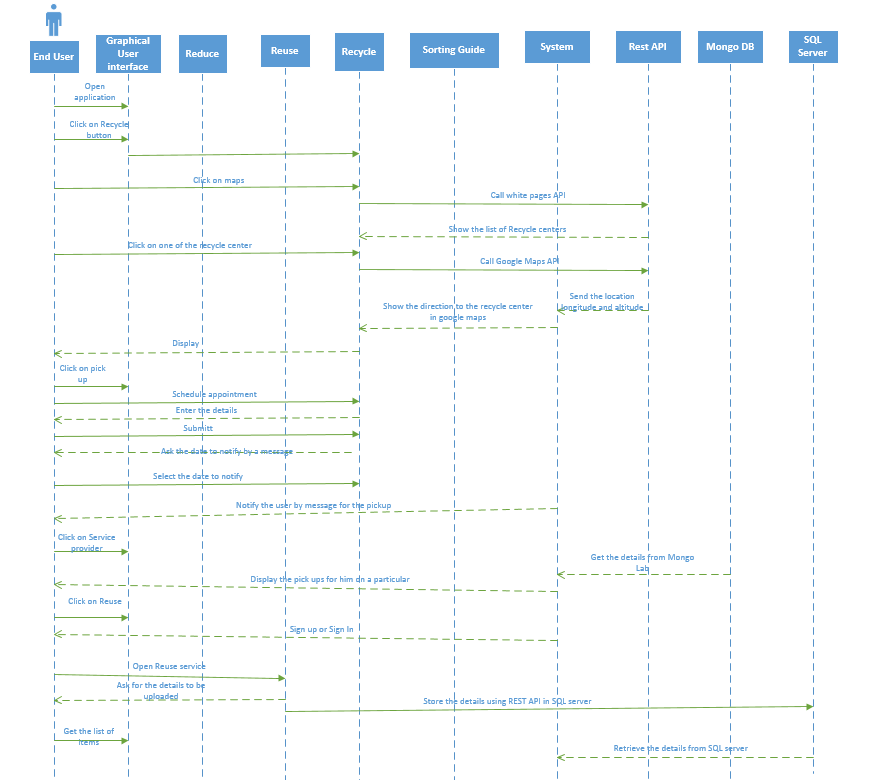 End User
Graphical
User
interface
Reduce
Reuse
Recycle
Sorting Guide
System
Rest API
Mongo DB
SQL
Server
Open
application
Click on Recycle
button
Click on maps
Call white pages API
Show the list of Recycle centers
Click on one of the recycle center
Call Google Maps API
Send the location
longitude and altitude
Show the direction to the recycle center
in google maps
Display
Click on pick
up
Schedule appointment
Enter the details
Submitt
Ask the date to notify by a message
Select the date to notify
Notify the user by message for the pickup
Click on Service
provider
Get the details from Mongo
Lab
Display the pick ups for him on a particular
Click on Reuse
Sign up or Sign In
Open Reuse service
Ask for the details to be
uploaded
Store the details using REST API in SQL server
Get the list of
items
Retrieve the details from SQL server